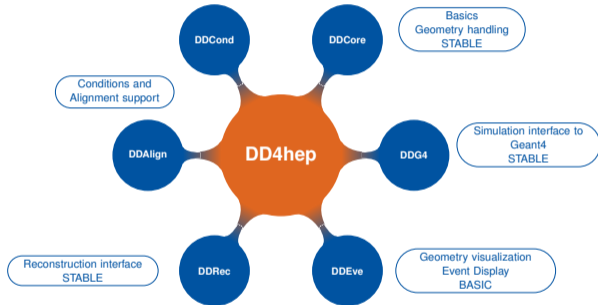 DDCond
DDCore
Basics
Geometry handling
STABLE
Conditions and
Alignment support
DDAlign
DD4hep
DDG4
Simulation interface to
Geant4
STABLE
Reconstruction interface
STABLE
DDRec
DDEve
Geometry visualization
Event Display
BASIC